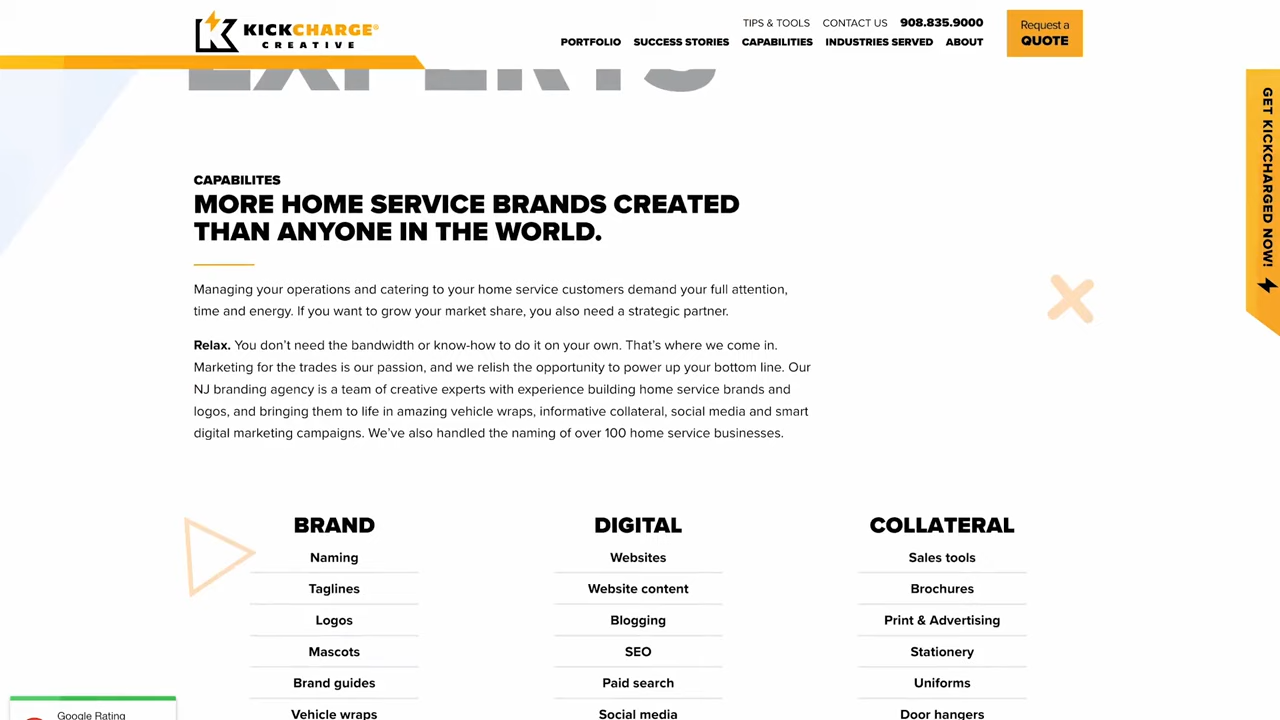 KICKCHARGE®
CREATIVE
TIPS & TOOLS CONTACT US 908.835.9000
PORTFOLIO SUCCESS STORIES CAPABILITIES INDUSTRIES SERVED ABOUT
Request a
QUOTE
EXPERTS
GET KICKCHARGED NOW!
CAPABILITES
MORE HOME SERVICE BRANDS CREATED
THAN ANYONE IN THE WORLD.
Managing your operations and catering to your home service customers demand your full attention,
time and energy. If you want to grow your market share, you also need a strategic partner.
Relax. You don’t need the bandwidth or know-how to do it on your own. That’s where we come in.
Marketing for the trades is our passion, and we relish the opportunity to power up your bottom line. Our
NJ branding agency is a team of creative experts with experience building home service brands and
logos, and bringing them to life in amazing vehicle wraps, informative collateral, social media and smart
digital marketing campaigns. We’ve also handled the naming of over 100 home service businesses.
BRAND
Naming
Taglines
Logos
Mascots
Brand guides
Vehicle wraps
DIGITAL
Websites
Website content
Blogging
SEO
Paid search
Social media
COLLATERAL
Sales tools
Brochures
Print & Advertising
Stationery
Uniforms
Door hangers
Google Rating